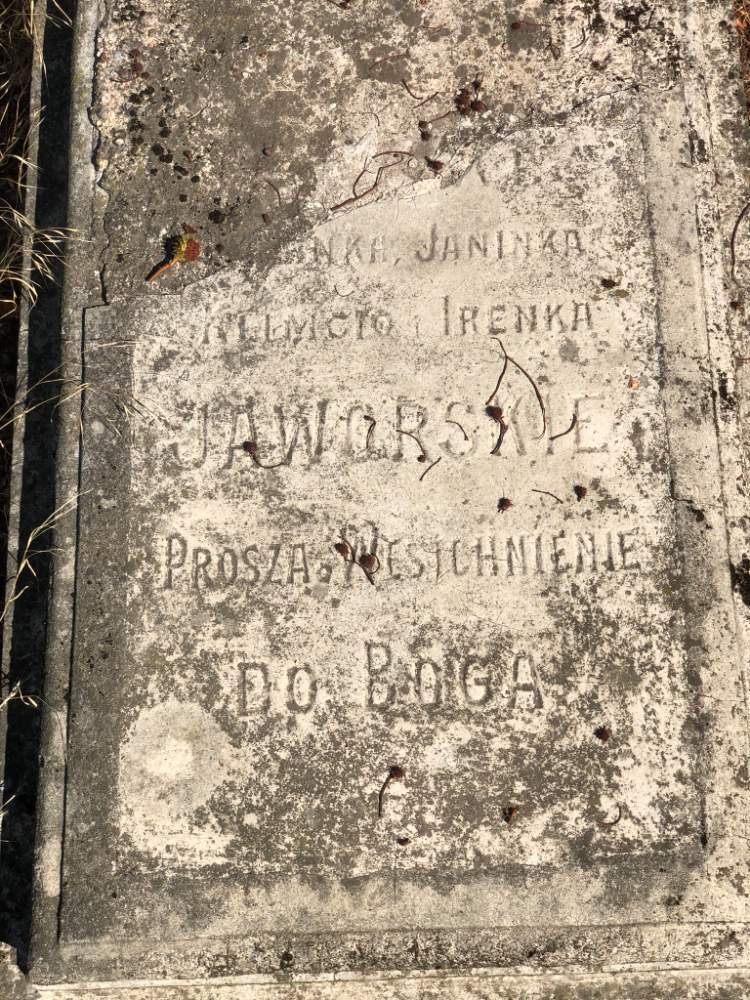 JANINKA
IRENKA
JAWORSKIE
PROSZĄ O WESTCHNIENIE
DO BOGA